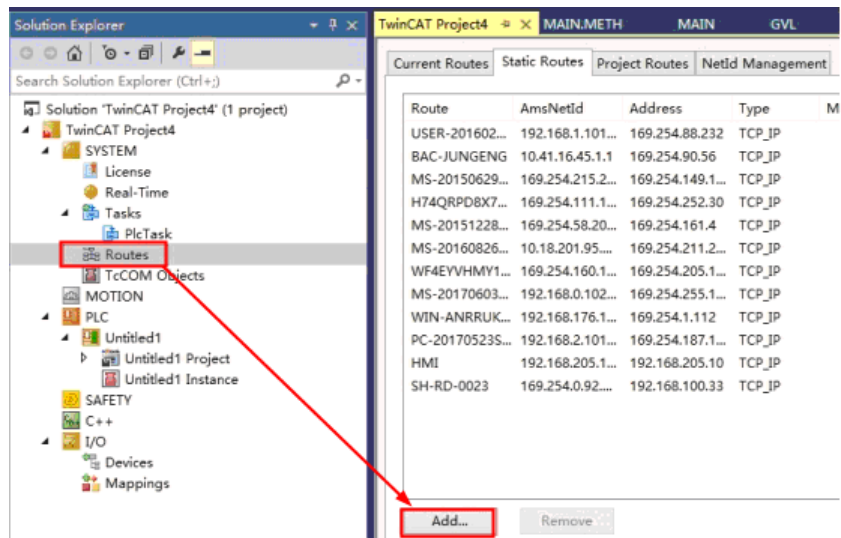 Solution Explorer
Search Solution Explorer (Ctrl+;)
Solution 'TwinCAT Project4' (1 project)
TwinCAT Project4
SYSTEM
License
Real-Time
Tasks
PlcTask
Routes
TcCOM Objects
MOTION
PLC
Untitled1
Untitled1 Project
Untitled1 Instance
SAFETY
C++
I/O
Devices
Mappings
TwinCAT Project4 MAIN.METH MAIN GVL
Current Routes Static Routes Project Routes NetId Management
Route AmsNetId Address Type M
USER-201602... 192.168.1.101... 169.254.88.232 TCP_IP
BAC-JUNGENG 10.41.16.45.1.1 169.254.90.56 TCP_IP
MS-20150629... 169.254.215.2... 169.254.149.1... TCP_IP
H74QRPD8X7... 169.254.111.1... 169.254.252.30 TCP_IP
MS-20151228... 169.254.58.20... 169.254.161.4 TCP_IP
MS-20160826... 10.18.201.95.... 169.254.211.2... TCP_IP
WF4EYVHMY1... 169.254.160.1... 169.254.205.1... TCP_IP
MS-20170603... 192.168.0.102... 169.254.255.1... TCP_IP
WIN-ANRRUK... 192.168.176.1... 169.254.1.112 TCP_IP
PC-20170523S... 192.168.2.101... 169.254.187.1... TCP_IP
HMI 192.168.205.1... 192.168.205.10 TCP_IP
SH-RD-0023 169.254.0.92.... 192.168.100.33 TCP_IP
Add... Remove